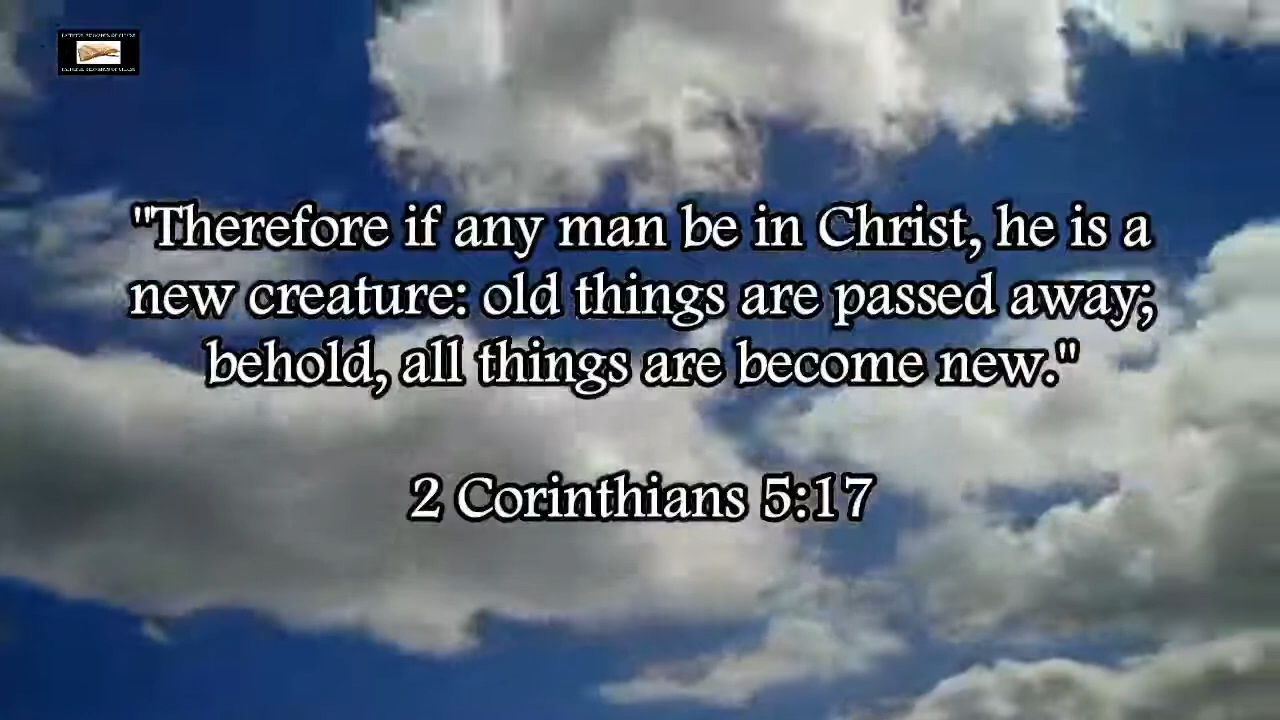 "Therefore if any man be in Christ, he is a
new creature: old things are passed away;
behold, all things are become new."
2 Corinthians 5:17